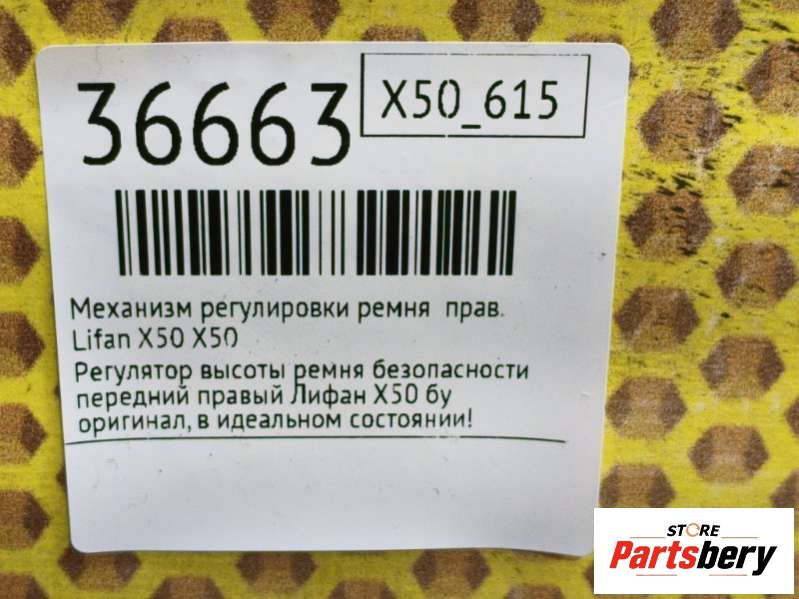 36663
X50_615
Механизм регулировки ремня прав.
Lifan X50 X50
Регулятор высоты ремня безопасности
передний правый Лифан X50 бу
оригинал, в идеальном состоянии!
STORE
Partsbery